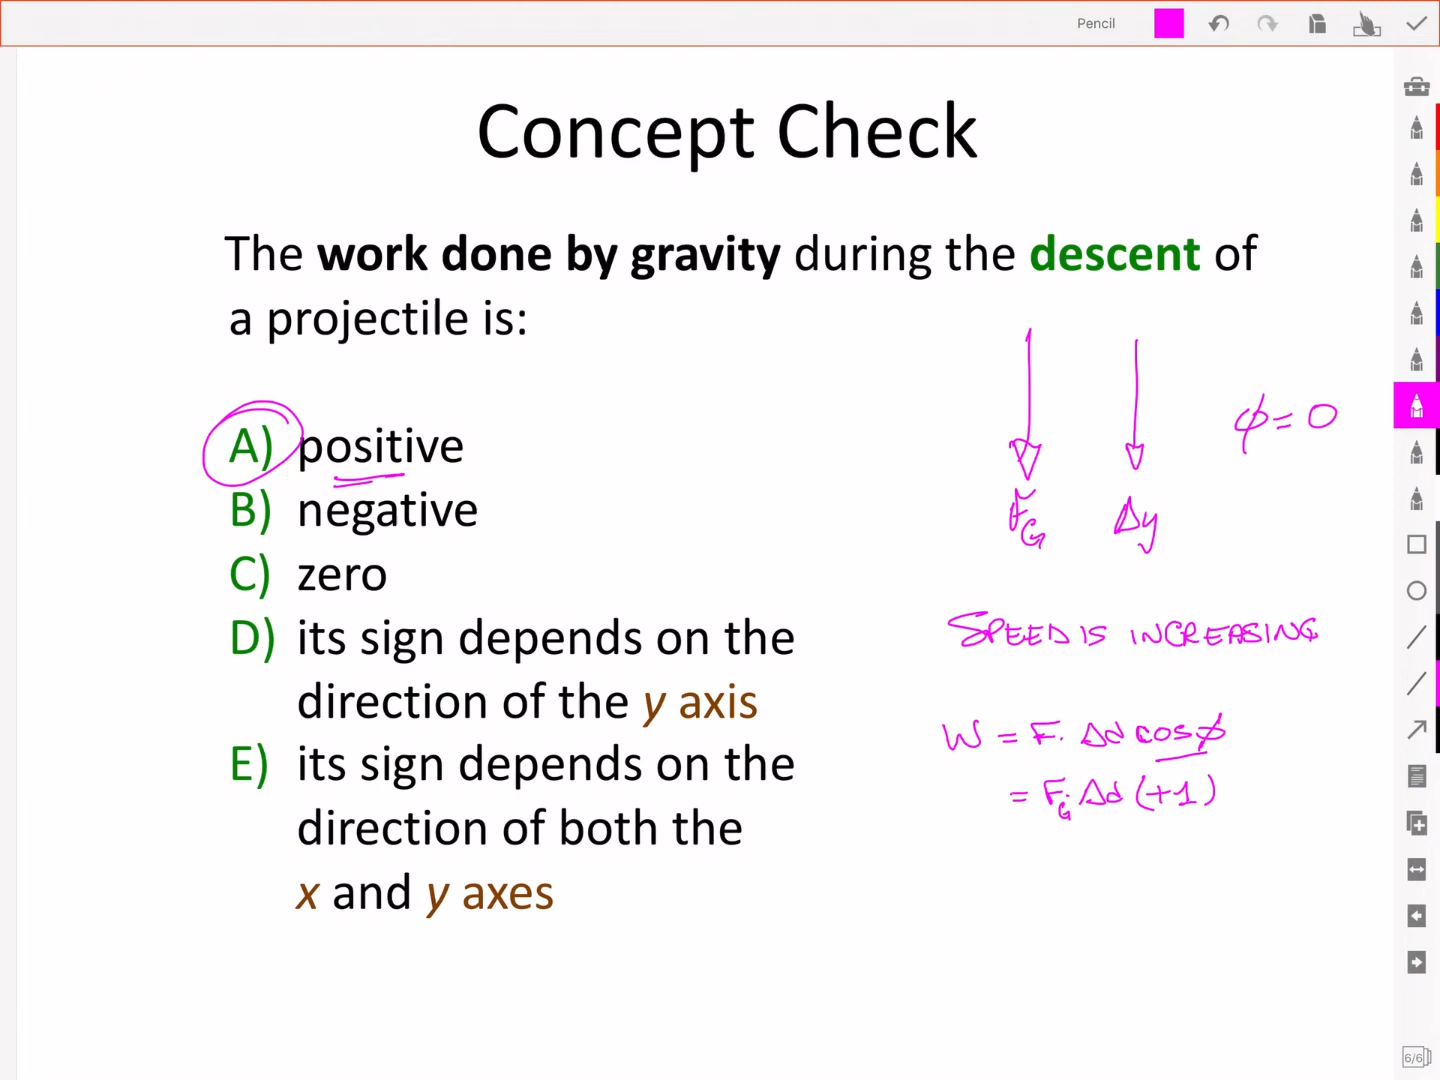 Pencil
Concept Check
The work done by gravity during the descent of
a projectile is:
A) positive
B) negative
C) zero
D) its sign depends on the
direction of the y axis
E) its sign depends on the
direction of both the
x and y axes
ϕ = 0
F_G Δy
SPEED IS INCREASING
W = F · Δd cos ϕ
= F_G · Δd (+1)
6/6